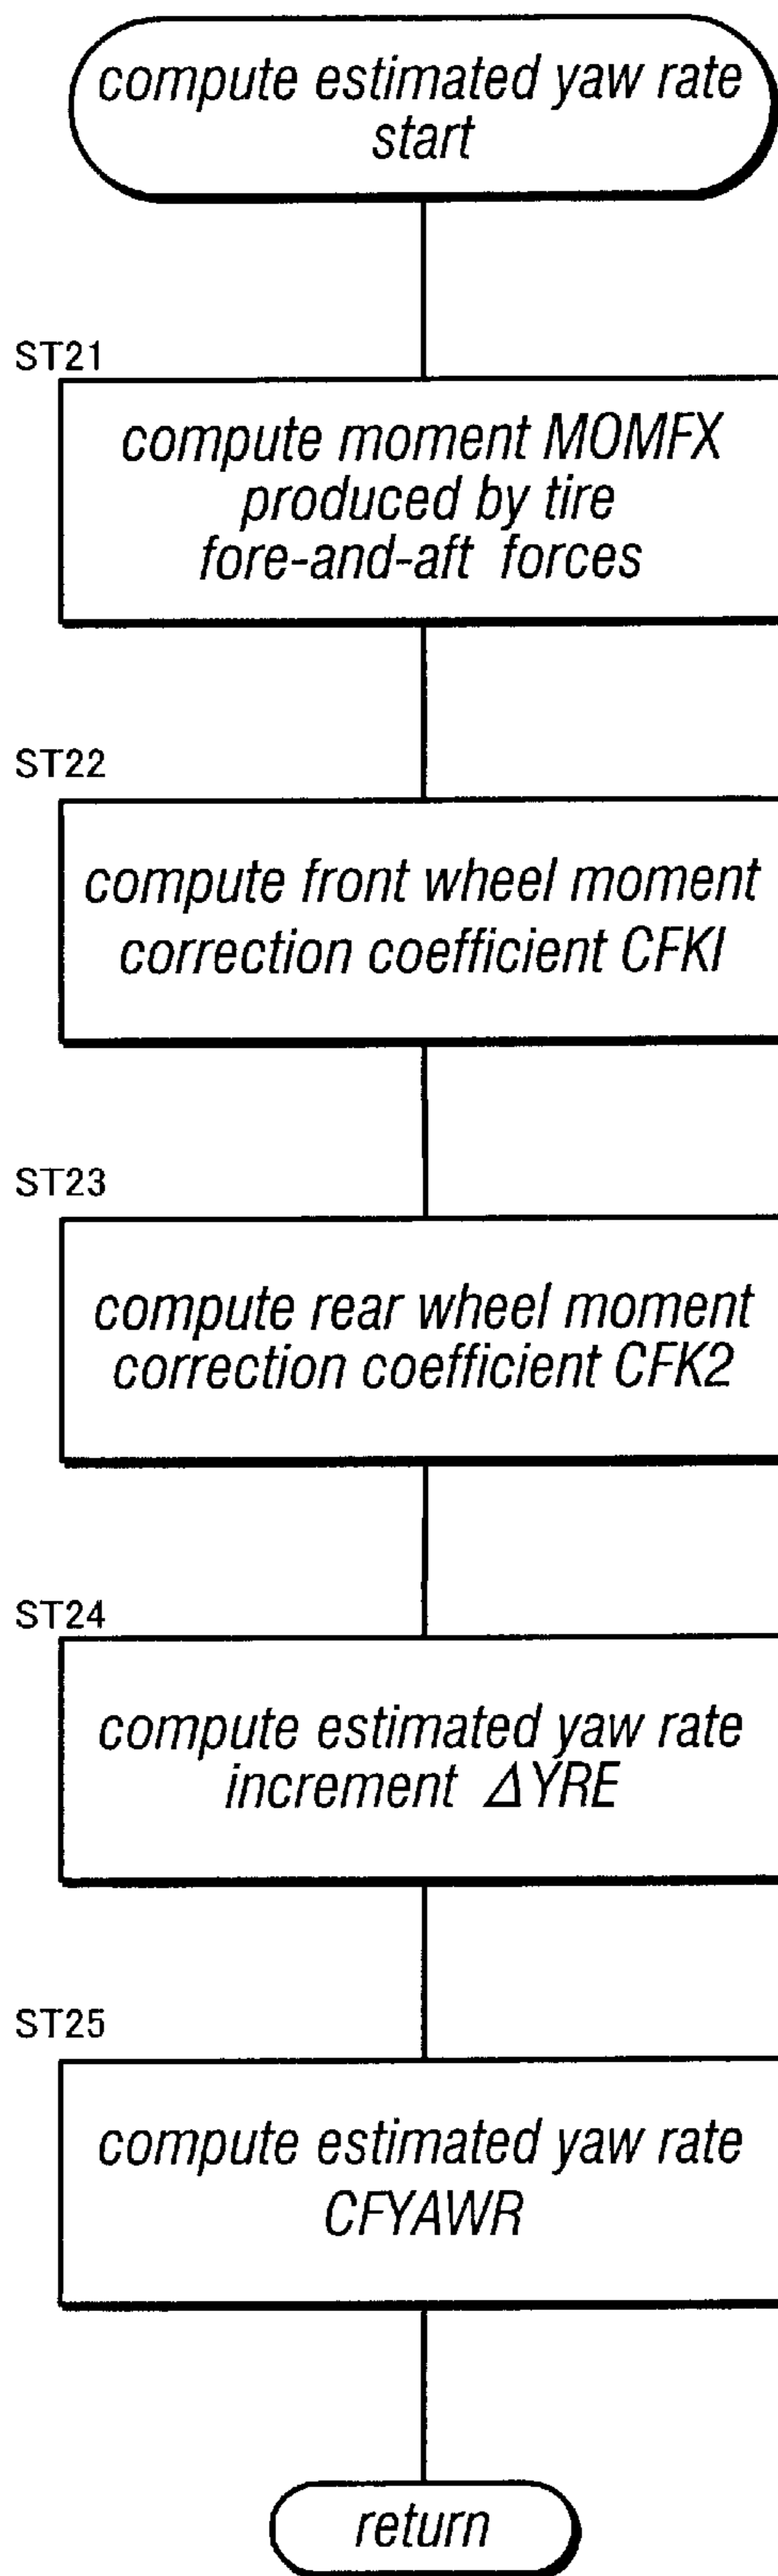 compute estimated yaw rate
start
ST21
compute moment MOMFX
produced by tire
fore-and-aft forces
ST22
compute front wheel moment
correction coefficient CFKI
ST23
compute rear wheel moment
correction coefficient CFK2
ST24
compute estimated yaw rate
increment ΔYRE
ST25
compute estimated yaw rate
CFYAWR
return